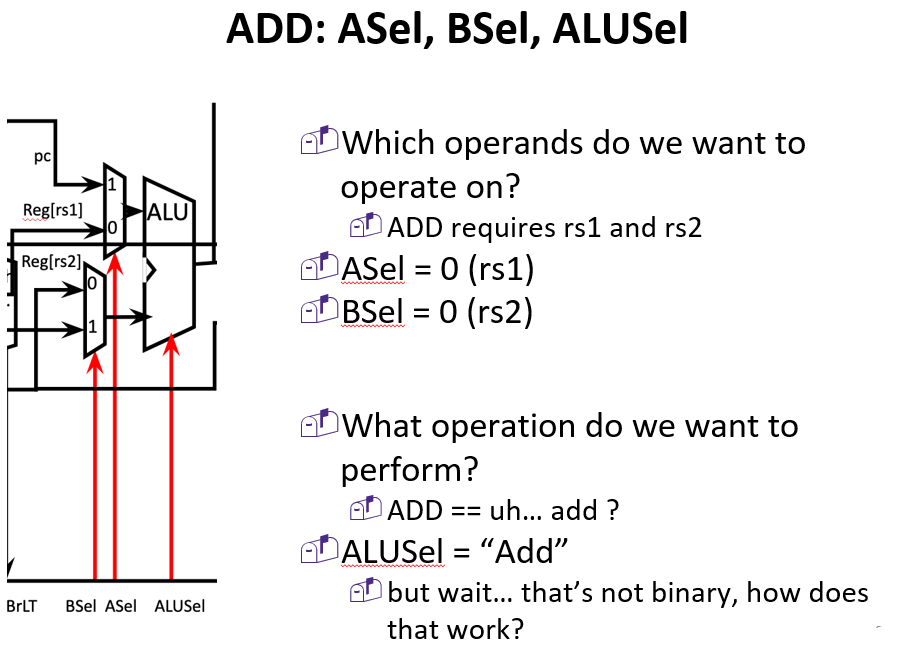 ADD: ASel, BSel, ALUSel
pc
1
Reg[rs1]
0
ALU
Reg[rs2]
0
1
BrLT
BSel
ASel
ALUSel
Which operands do we want to
operate on?
ADD requires rs1 and rs2
ASel = 0 (rs1)
BSel = 0 (rs2)
What operation do we want to
perform?
ADD == uh... add ?
ALUSel = “Add”
but wait... that’s not binary, how does
that work?